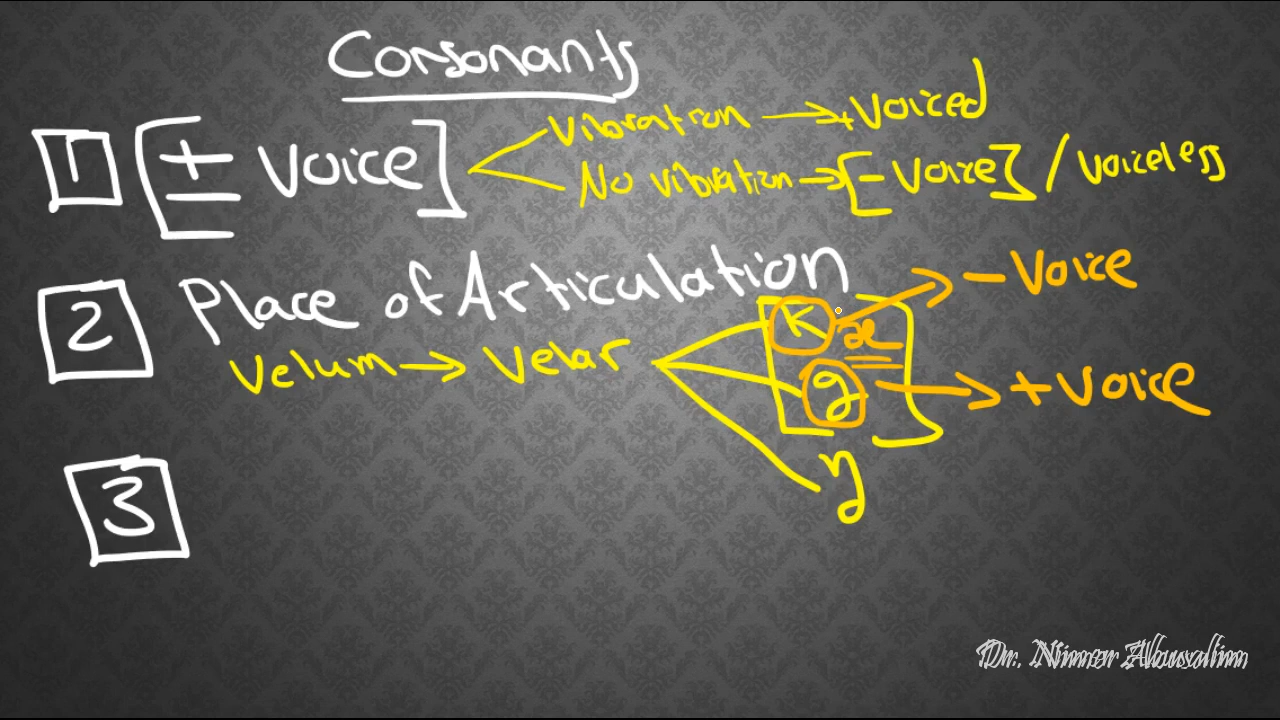 Consonants
1 [± Voice]
Vibration → +Voiced
No vibration → [- Voice] / Voiceless
2 Place of Articulation
Velum → Velar
k → - Voice
g → + Voice
ŋ
3
Dr. Nimer Abusalim